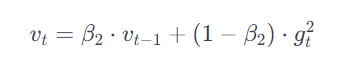 v_t = β_2 · v_{t−1} + (1 − β_2) · g_t^2